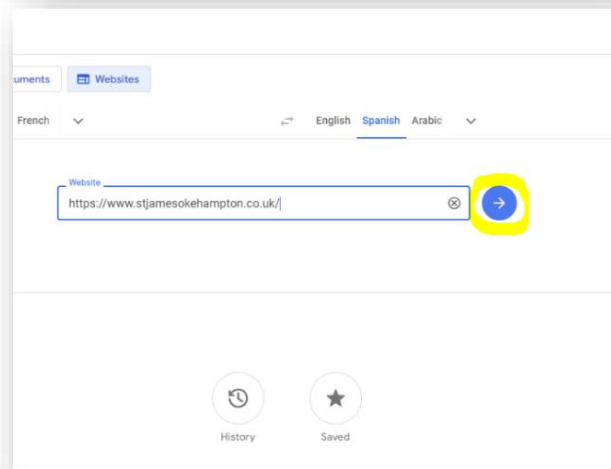 uments Websites
French English Spanish Arabic
Website
https://www.stjamesokehampton.co.uk/
History Saved